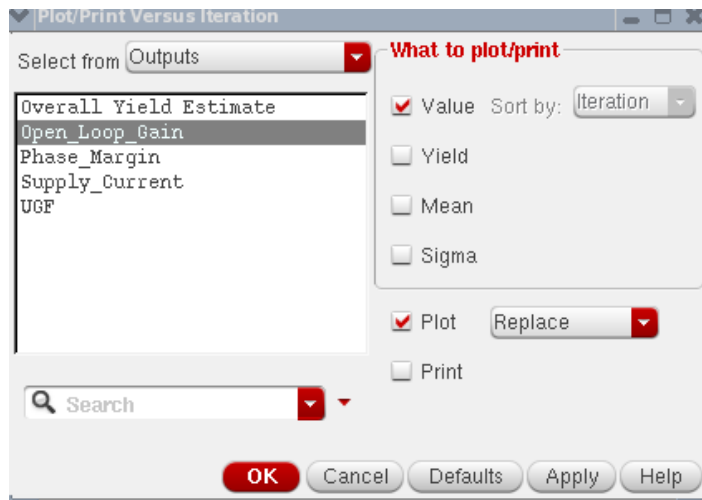 Plot/Print Versus Iteration
Select from Outputs
Overall Yield Estimate
Open_Loop_Gain
Phase_Margin
Supply_Current
UGF
Search
What to plot/print
Value Sort by: Iteration
Yield
Mean
Sigma
Plot Replace
Print
OK Cancel Defaults Apply Help